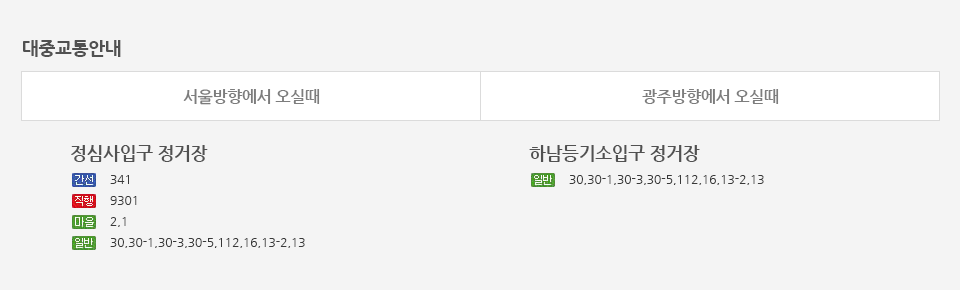 대중교통안내
서울방향에서 오실때
광주방향에서 오실때
정심사입구 정거장
간선 341
직행 9301
마을 2,1
일반 30,30-1,30-3,30-5,112,16,13-2,13
하남등기소입구 정거장
일반 30,30-1,30-3,30-5,112,16,13-2,13